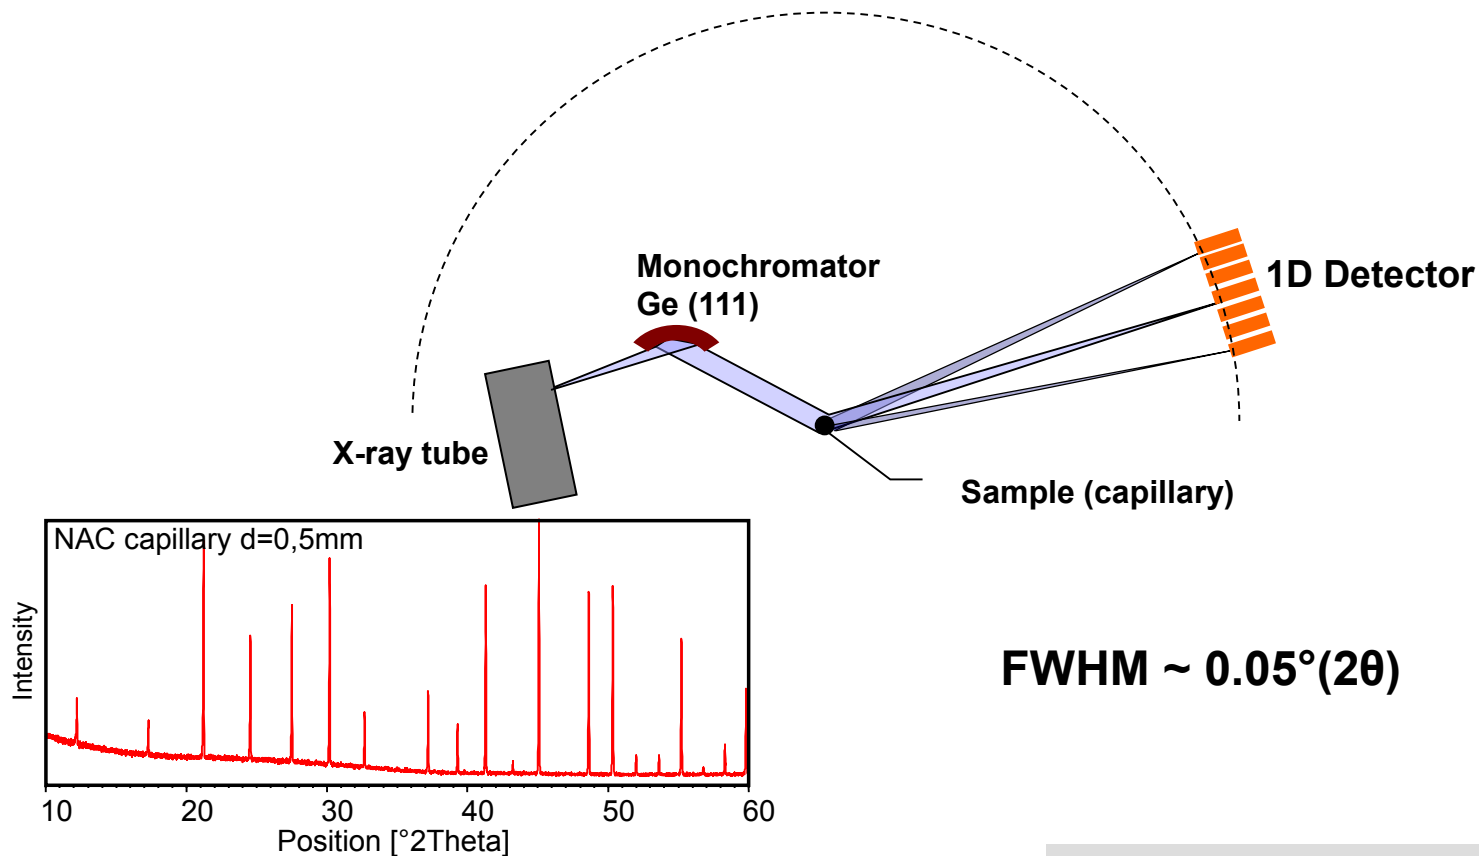 Monochromator
Ge (111)
1D Detector
X-ray tube
Sample (capillary)
NAC capillary d=0,5mm
Intensity
10 20 30 40 50 60
Position [°2Theta]
FWHM ~ 0.05°(2θ)